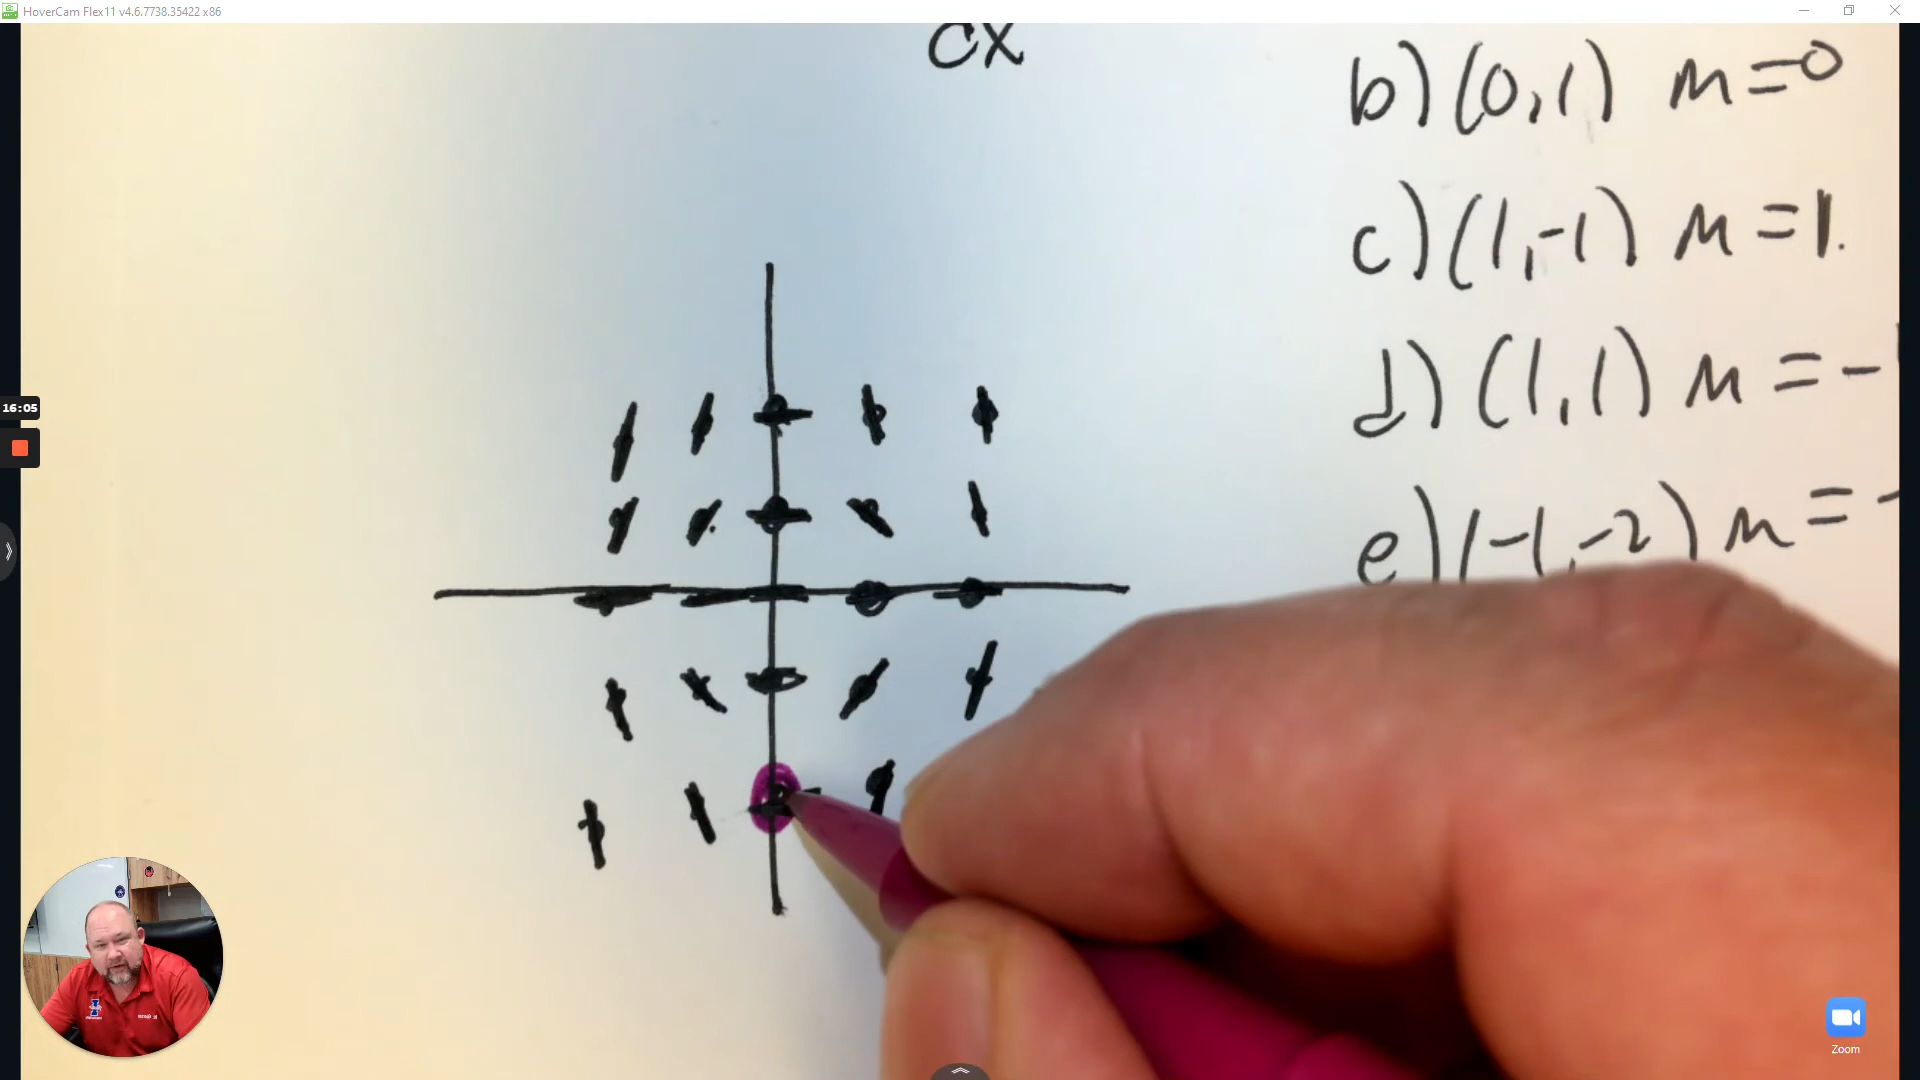 HoverCam Flex11 v4.6.7738.35422 x86
b) (0,1) m=0
c) (1,-1) m=1.
d) (1,1) m=-
e) (-1,-2) m=-
16:05
Zoom